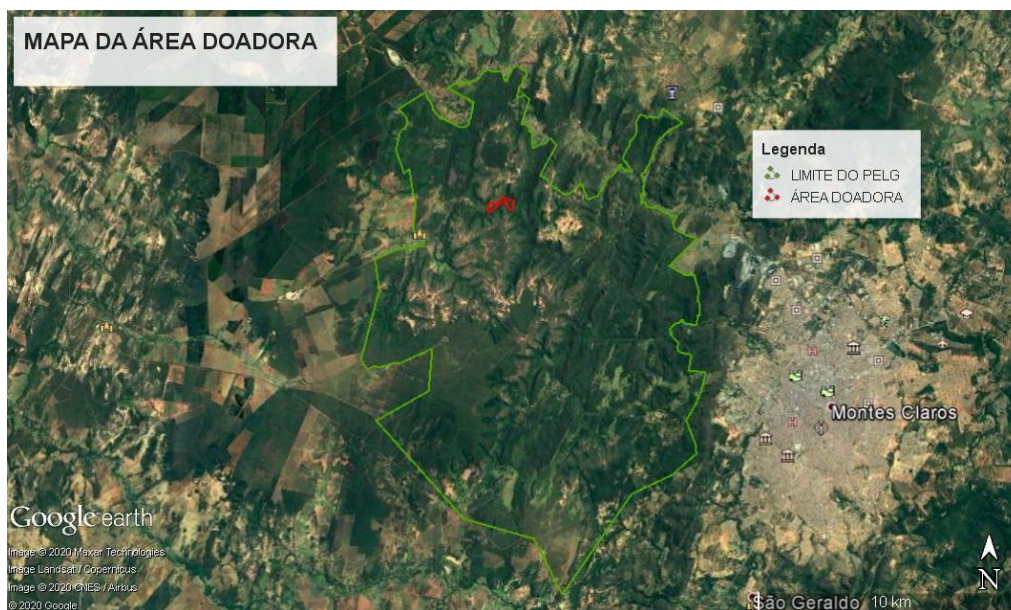 MAPA DA ÁREA DOADORA
Legenda
LIMITE DO PELG
ÁREA DOADORA
Montes Claros
Google earth
Image © 2020 Maxar Technologies
Image Landsat / Copernicus
Image © 2020 CNES / Airbus
© 2020 Google
N
São Geraldo
10 km